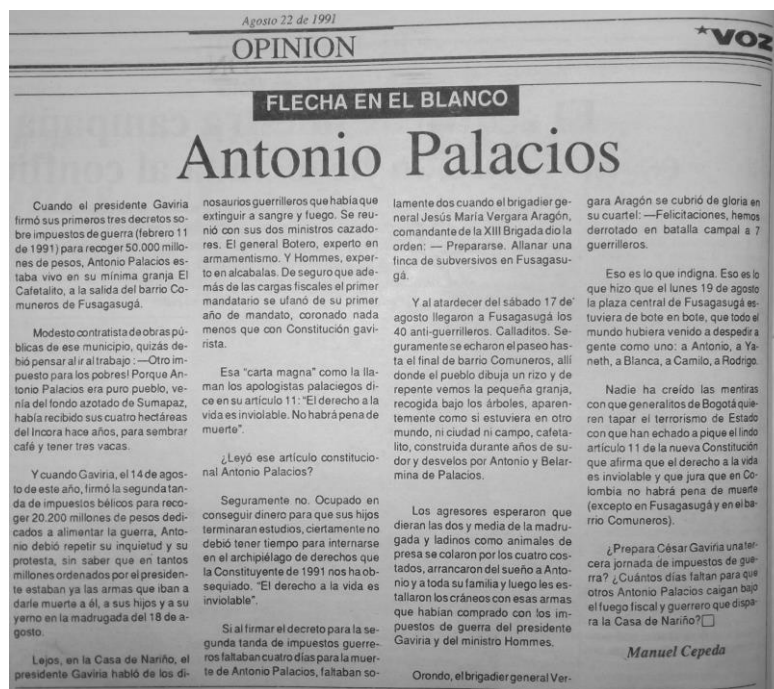 Agosto 22 de 1991
OPINION
*VOZ
FLECHA EN EL BLANCO
Antonio Palacios
Cuando el presidente Gaviria
firmó sus primeros tres decretos so-
bre impuestos de guerra (febrero 11
de 1991) para recoger 50.000 millo-
nes de pesos, Antonio Palacios es-
taba vivo en su mínima granja El
Cafetalito, a la salida del barrio Co-
muneros de Fusagasugá.
Modesto contratista de obras pú-
blicas de ese municipio, quizás de-
bió pensar al ir al trabajo: —Otro im-
puesto para los pobres! Porque An-
tonio Palacios era puro pueblo, ve-
nía del fondo azotado de Sumapaz,
había recibido sus cuatro hectáreas
del Incora hace años, para sembrar
café y tener tres vacas.
Y cuando Gaviria, el 14 de agos-
to de este año, firmó la segunda tan-
da de impuestos bélicos para reco-
ger 20.200 millones de pesos dedi-
cados a alimentar la guerra, Anto-
nio debió repetir su inquietud y su
protesta, sin saber que en tantos
millones ordenados por el presiden-
te estaban ya las armas que iban a
darle muerte a él, a sus hijos y a su
yerno en la madrugada del 18 de a-
gosto.
Lejos, en la Casa de Nariño, el
presidente Gaviria habló de los di-
nosaurios guerrilleros que había que
extinguir a sangre y fuego. Se reu-
nió con sus dos ministros cazado-
res. El general Botero, experto en
armamentismo. Y Hommes, exper-
to en alcabalas. De seguro que ade-
más de las cargas fiscales el primer
mandatario se ufanó de su primer
año de mandato, coronado nada
menos que con Constitución gavi-
rista.
Esa "carta magna" como la lla-
man los apologistas palaciegos di-
ce en su artículo 11: "El derecho a la
vida es inviolable. No habrá pena de
muerte".
¿Leyó ese artículo constitucio-
nal Antonio Palacios?
Seguramente no. Ocupado en
conseguir dinero para que sus hijos
terminaran estudios, ciertamente no
debió tener tiempo para internarse
en el archipiélago de derechos que
la Constituyente de 1991 nos ha ob-
sequiado. "El derecho a la vida es
inviolable".
Si al firmar el decreto para la se-
gunda tanda de impuestos guerre-
ros faltaban cuatro días para la muer-
te de Antonio Palacios, faltaban so-
lamente dos cuando el brigadier ge-
neral Jesús María Vergara Aragón,
comandante de la XIII Brigada dio la
orden: — Prepararse. Allanar una
finca de subversivos en Fusagasu-
gá.
Y al atardecer del sábado 17 de
agosto llegaron a Fusagasugá los
40 anti-guerrilleros. Calladitos. Se-
guramente se echaron el paseo has-
ta el final de barrio Comuneros, allí
donde el pueblo dibuja un rizo y de
repente vemos la pequeña granja,
recogida bajo los árboles, aparen-
temente como si estuviera en otro
mundo, ni ciudad ni campo, cafeta-
lito, construida durante años de su-
dor y desvelos por Antonio y Belar-
mina de Palacios.
Los agresores esperaron que
dieran las dos y media de la madru-
gada y ladinos como animales de
presa se colaron por los cuatro cos-
tados, arrancaron del sueño a Anto-
nio y a toda su familia y luego les es-
tallaron los cráneos con esas armas
que habían comprado con los im-
puestos de guerra del presidente
Gaviria y del ministro Hommes.
Orondo, el brigadier general Ver-
gara Aragón se cubrió de gloria en
su cuartel: —Felicitaciones, hemos
derrotado en batalla campal a 7
guerrilleros.
Eso es lo que indigna. Eso es lo
que hizo que el lunes 19 de agosto
la plaza central de Fusagasugá es-
tuviera de bote en bote, que todo el
mundo hubiera venido a despedir a
gente como uno: a Antonio, a Ya-
neth, a Blanca, a Camilo, a Rodrigo.
Nadie ha creído las mentiras
con que generalitos de Bogotá quie-
ren tapar el terrorismo de Estado
con que han echado a pique el lindo
artículo 11 de la nueva Constitución
que afirma que el derecho a la vida
es inviolable y que jura que en Co-
lombia no habrá pena de muerte
(excepto en Fusagasugá y en el ba-
rrio Comuneros).
¿Prepara César Gaviria una ter-
cera jornada de impuestos de gue-
rra? ¿Cuántos días faltan para que
otros Antonio Palacios caigan bajo
el fuego fiscal y guerrero que dispa-
ra la Casa de Nariño?
Manuel Cepeda